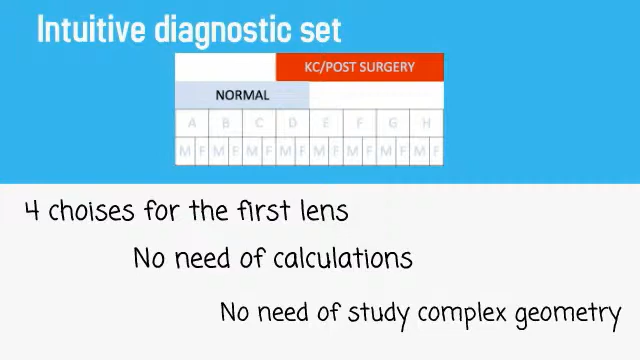 Intuitive diagnostic set
KC/POST SURGERY
NORMAL
A B C D E F G H
M F M F M F M F M F M F M F M F
4 choises for the first lens
No need of calculations
No need of study complex geometry